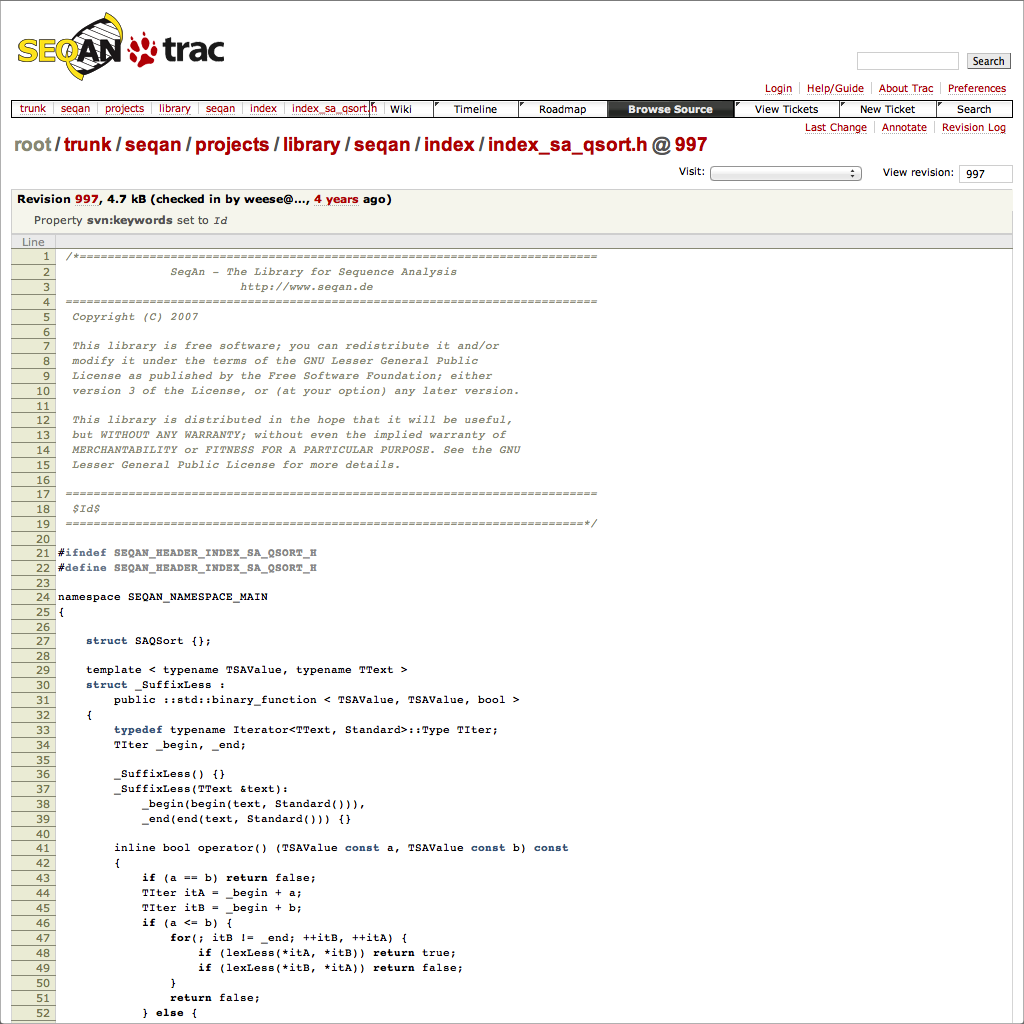 SEQAN trac
Search
Login Help/Guide About Trac Preferences
trunk seqan projects library seqan index index_sa_qsort.h Wiki Timeline Roadmap Browse Source View Tickets New Ticket Search
Last Change Annotate Revision Log
root / trunk / seqan / projects / library / seqan / index / index_sa_qsort.h @ 997
Visit: View revision: 997
Revision 997, 4.7 kB (checked in by weese@…, 4 years ago)
Property svn:keywords set to Id
Line
1 /*==========================================================================
2 SeqAn - The Library for Sequence Analysis
3 http://www.seqan.de
4 ============================================================================
5 Copyright (C) 2007
6
7 This library is free software; you can redistribute it and/or
8 modify it under the terms of the GNU Lesser General Public
9 License as published by the Free Software Foundation; either
10 version 3 of the License, or (at your option) any later version.
11
12 This library is distributed in the hope that it will be useful,
13 but WITHOUT ANY WARRANTY; without even the implied warranty of
14 MERCHANTABILITY or FITNESS FOR A PARTICULAR PURPOSE. See the GNU
15 Lesser General Public License for more details.
16
17 ============================================================================
18 $Id$
19 ==========================================================================*/
20
21 #ifndef SEQAN_HEADER_INDEX_SA_QSORT_H
22 #define SEQAN_HEADER_INDEX_SA_QSORT_H
23
24 namespace SEQAN_NAMESPACE_MAIN
25 {
26
27 struct SAQSort {};
28
29 template < typename TSAValue, typename TText >
30 struct _SuffixLess :
31 public ::std::binary_function < TSAValue, TSAValue, bool >
32 {
33 typedef typename Iterator<TText, Standard>::Type TIter;
34 TIter _begin, _end;
35
36 _SuffixLess() {}
37 _SuffixLess(TText &text):
38 _begin(begin(text, Standard())),
39 _end(end(text, Standard())) {}
40
41 inline bool operator() (TSAValue const a, TSAValue const b) const
42 {
43 if (a == b) return false;
44 TIter itA = _begin + a;
45 TIter itB = _begin + b;
46 if (a <= b) {
47 for(; itB != _end; ++itB, ++itA) {
48 if (lexLess(*itA, *itB)) return true;
49 if (lexLess(*itB, *itA)) return false;
50 }
51 return false;
52 } else {